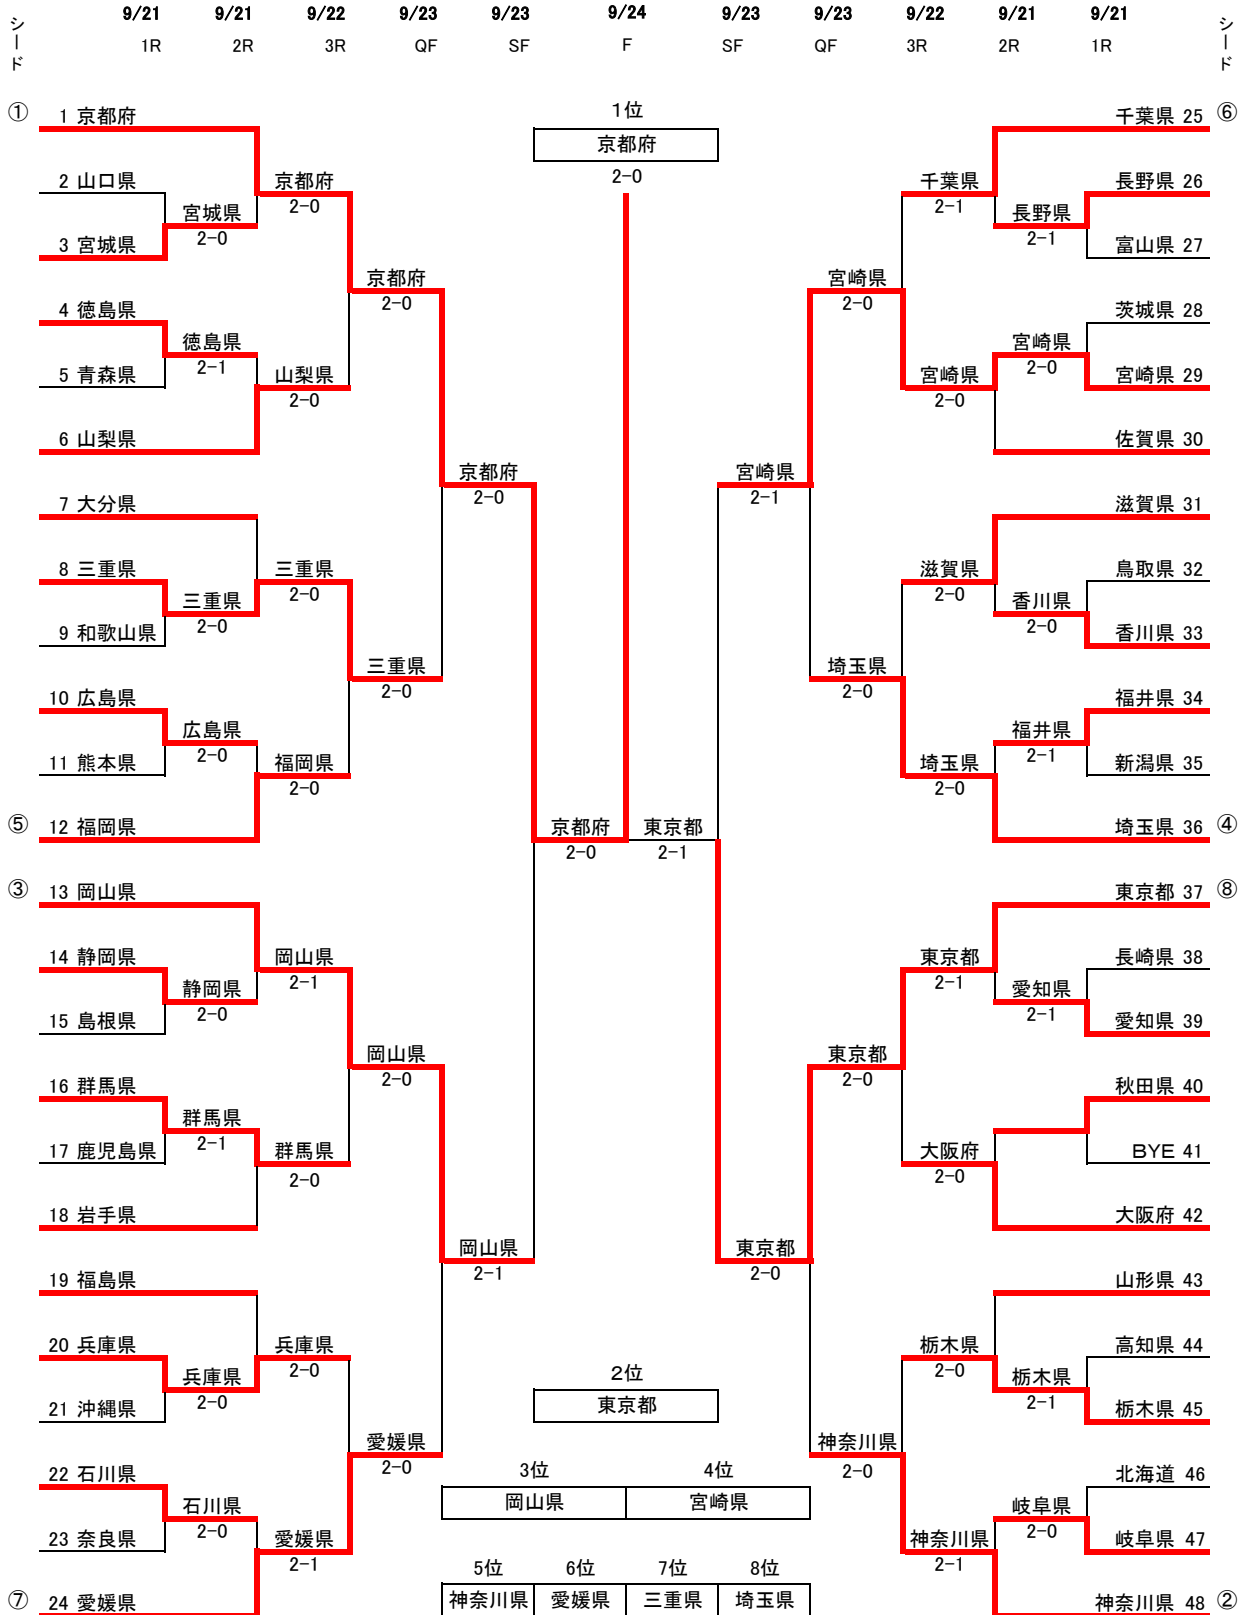 シード 9/21 9/21 9/22 9/23 9/23 9/24 9/23 9/23 9/22 9/21 9/21 シード
1R 2R 3R QF SF F SF QF 3R 2R 1R
① 1 京都府 1位 千葉県 25 ⑥
京都府
2 山口県 京都府 2-0 千葉県 長野県 26
2-0 2-1
宮城県 長野県
3 宮城県 2-0 2-1 富山県 27
京都府 宮崎県
4 徳島県 2-0 2-0 茨城県 28
徳島県 宮崎県
5 青森県 2-1 山梨県 宮崎県 2-0 宮崎県 29
2-0 2-0
6 山梨県 佐賀県 30
京都府 宮崎県
7 大分県 2-0 2-1 滋賀県 31
8 三重県 三重県 滋賀県 鳥取県 32
三重県 2-0 2-0 香川県
9 和歌山県 2-0 2-0 香川県 33
三重県 埼玉県
10 広島県 2-0 2-0 福井県 34
広島県 福井県
11 熊本県 2-0 福岡県 埼玉県 2-1 新潟県 35
2-0 2-0
⑤ 12 福岡県 京都府 東京都 埼玉県 36 ④
2-0 2-1
③ 13 岡山県 東京都 37 ⑧
14 静岡県 岡山県 東京都 長崎県 38
静岡県 2-1 2-1 愛知県
15 島根県 2-0 2-1 愛知県 39
岡山県 東京都
16 群馬県 2-0 2-0 秋田県 40
群馬県
17 鹿児島県 2-1 群馬県 大阪府 BYE 41
2-0 2-0
18 岩手県 大阪府 42
岡山県 東京都
19 福島県 2-1 2-0 山形県 43
20 兵庫県 兵庫県 栃木県 高知県 44
兵庫県 2-0 2位 2-0 栃木県
21 沖縄県 2-0 東京都 2-1 栃木県 45
愛媛県 神奈川県
22 石川県 2-0 3位 4位 2-0 北海道 46
石川県 岡山県 宮崎県 岐阜県
23 奈良県 2-0 愛媛県 神奈川県 2-0 岐阜県 47
2-1 5位 6位 7位 8位 2-1
⑦ 24 愛媛県 神奈川県 愛媛県 三重県 埼玉県 神奈川県 48 ②